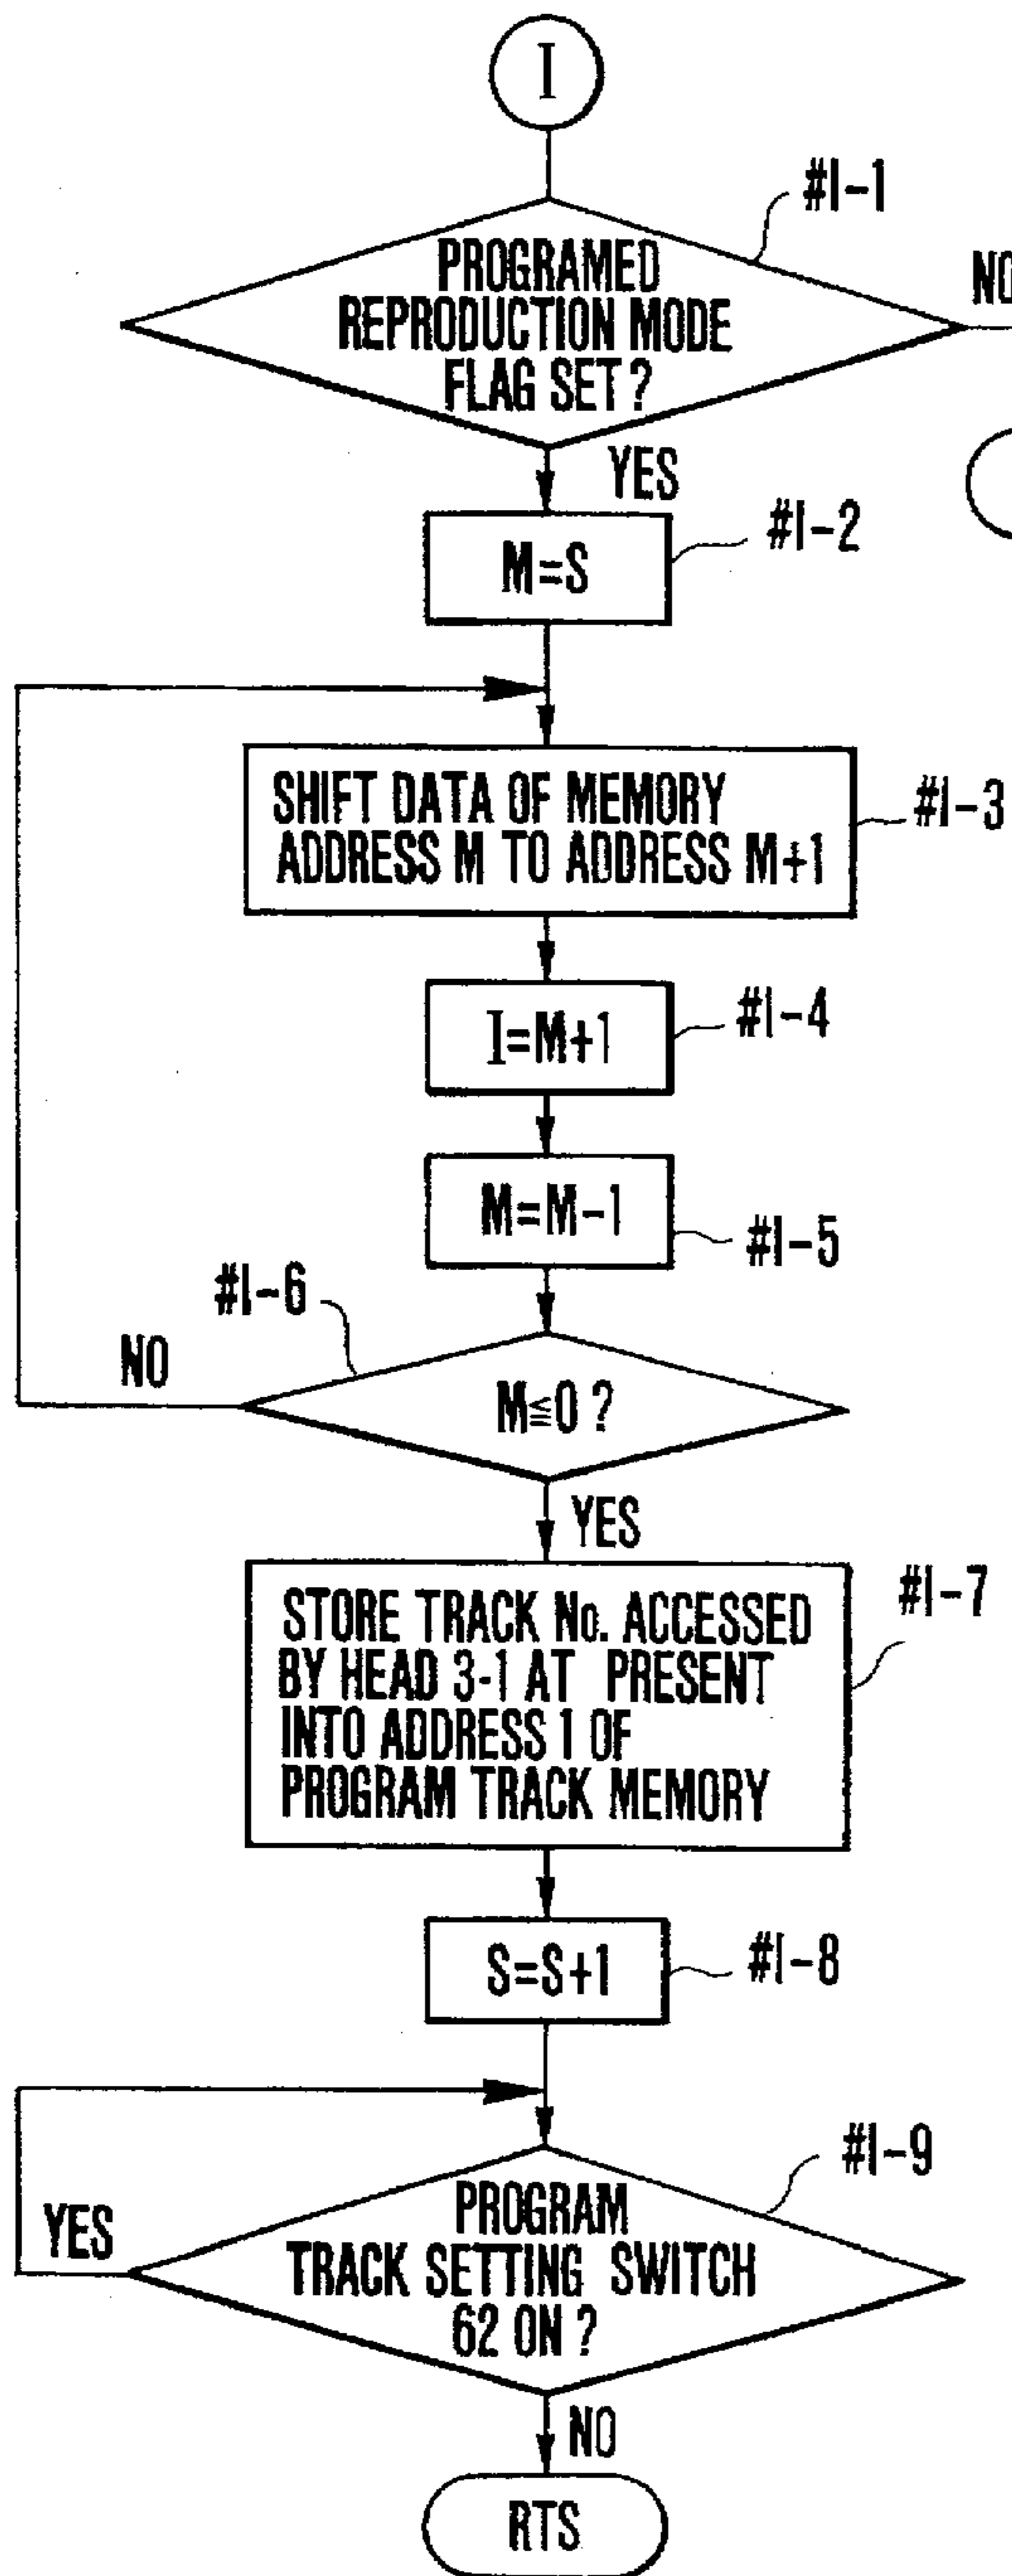 I
#I-1
PROGRAMED
REPRODUCTION MODE
FLAG SET ?
NO
YES
#I-2
M=S
SHIFT DATA OF MEMORY
ADDRESS M TO ADDRESS M+1
#I-3
I=M+1
#I-4
M=M-1
#I-5
#I-6
NO
M≦0 ?
YES
#I-7
STORE TRACK No. ACCESSED
BY HEAD 3-1 AT PRESENT
INTO ADDRESS 1 OF
PROGRAM TRACK MEMORY
S=S+1
#I-8
#I-9
PROGRAM
TRACK SETTING SWITCH
62 ON ?
YES
NO
RTS